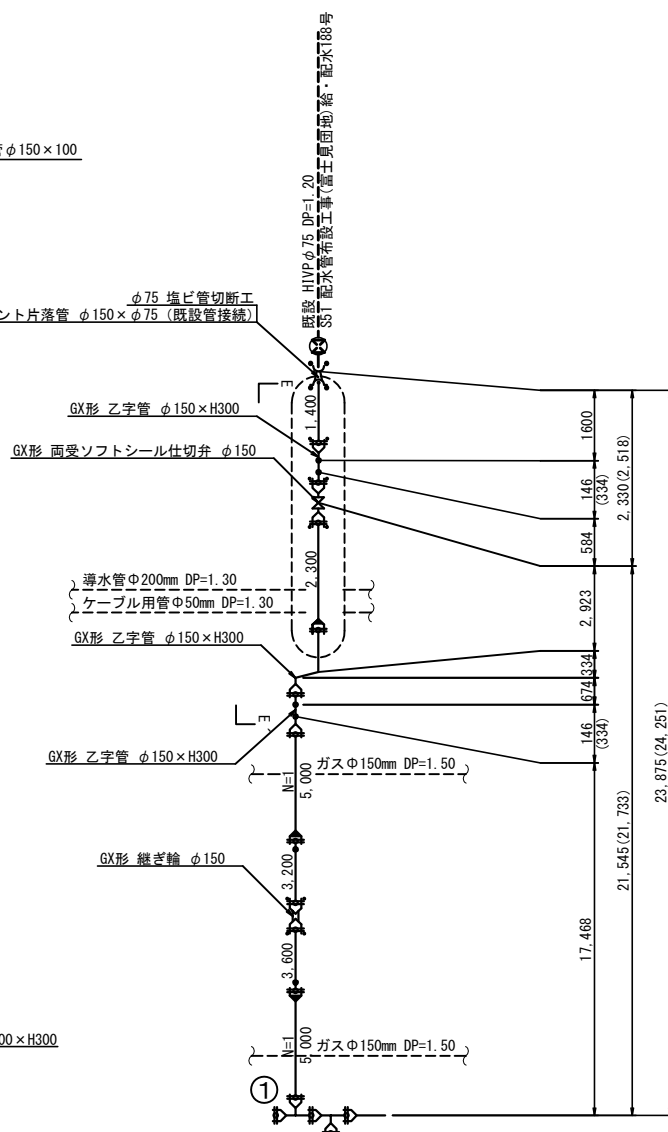 既設 HIVPφ75 DP=1.20
S51 配水管布設工事(富士見団地)給・配水188号
管φ150×100
φ75 塩ビ管切断工
ント片落管 φ150×φ75 (既設管接続)
E
1,400
GX形 乙字管 φ150×H300
GX形 両受ソフトシール仕切弁 φ150
2,300
導水管Φ200mm DP=1.30
ケーブル用管Φ50mm DP=1.30
GX形 乙字管 φ150×H300
E'
GX形 乙字管 φ150×H300
ガスΦ150mm DP=1.50
N=1
5,000
3,200
GX形 継ぎ輪 φ150
3,600
N=1
5,000
ガスΦ150mm DP=1.50
00×H300
①
1600
146
(334)
584
2,330(2,518)
2,923
334
674
146
(334)
17,468
21,545(21,733)
23,875(24,251)